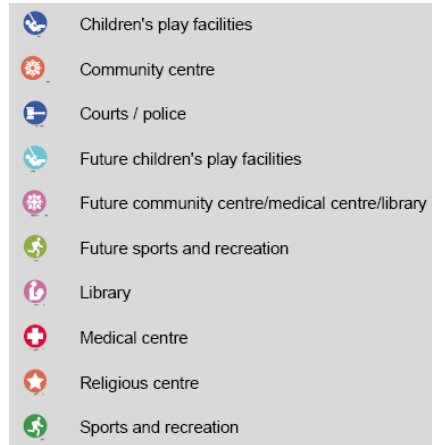 Children's play facilities
Community centre
Courts / police
Future children's play facilities
Future community centre/medical centre/library
Future sports and recreation
Library
Medical centre
Religious centre
Sports and recreation